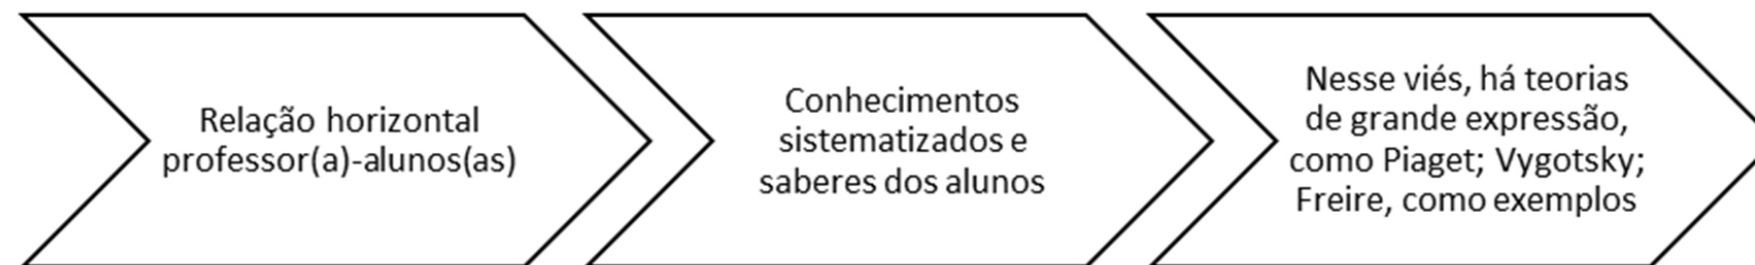 Relação horizontal
professor(a)-alunos(as)
Conhecimentos
sistematizados e
saberes dos alunos
Nesse viés, há teorias
de grande expressão,
como Piaget; Vygotsky;
Freire, como exemplos